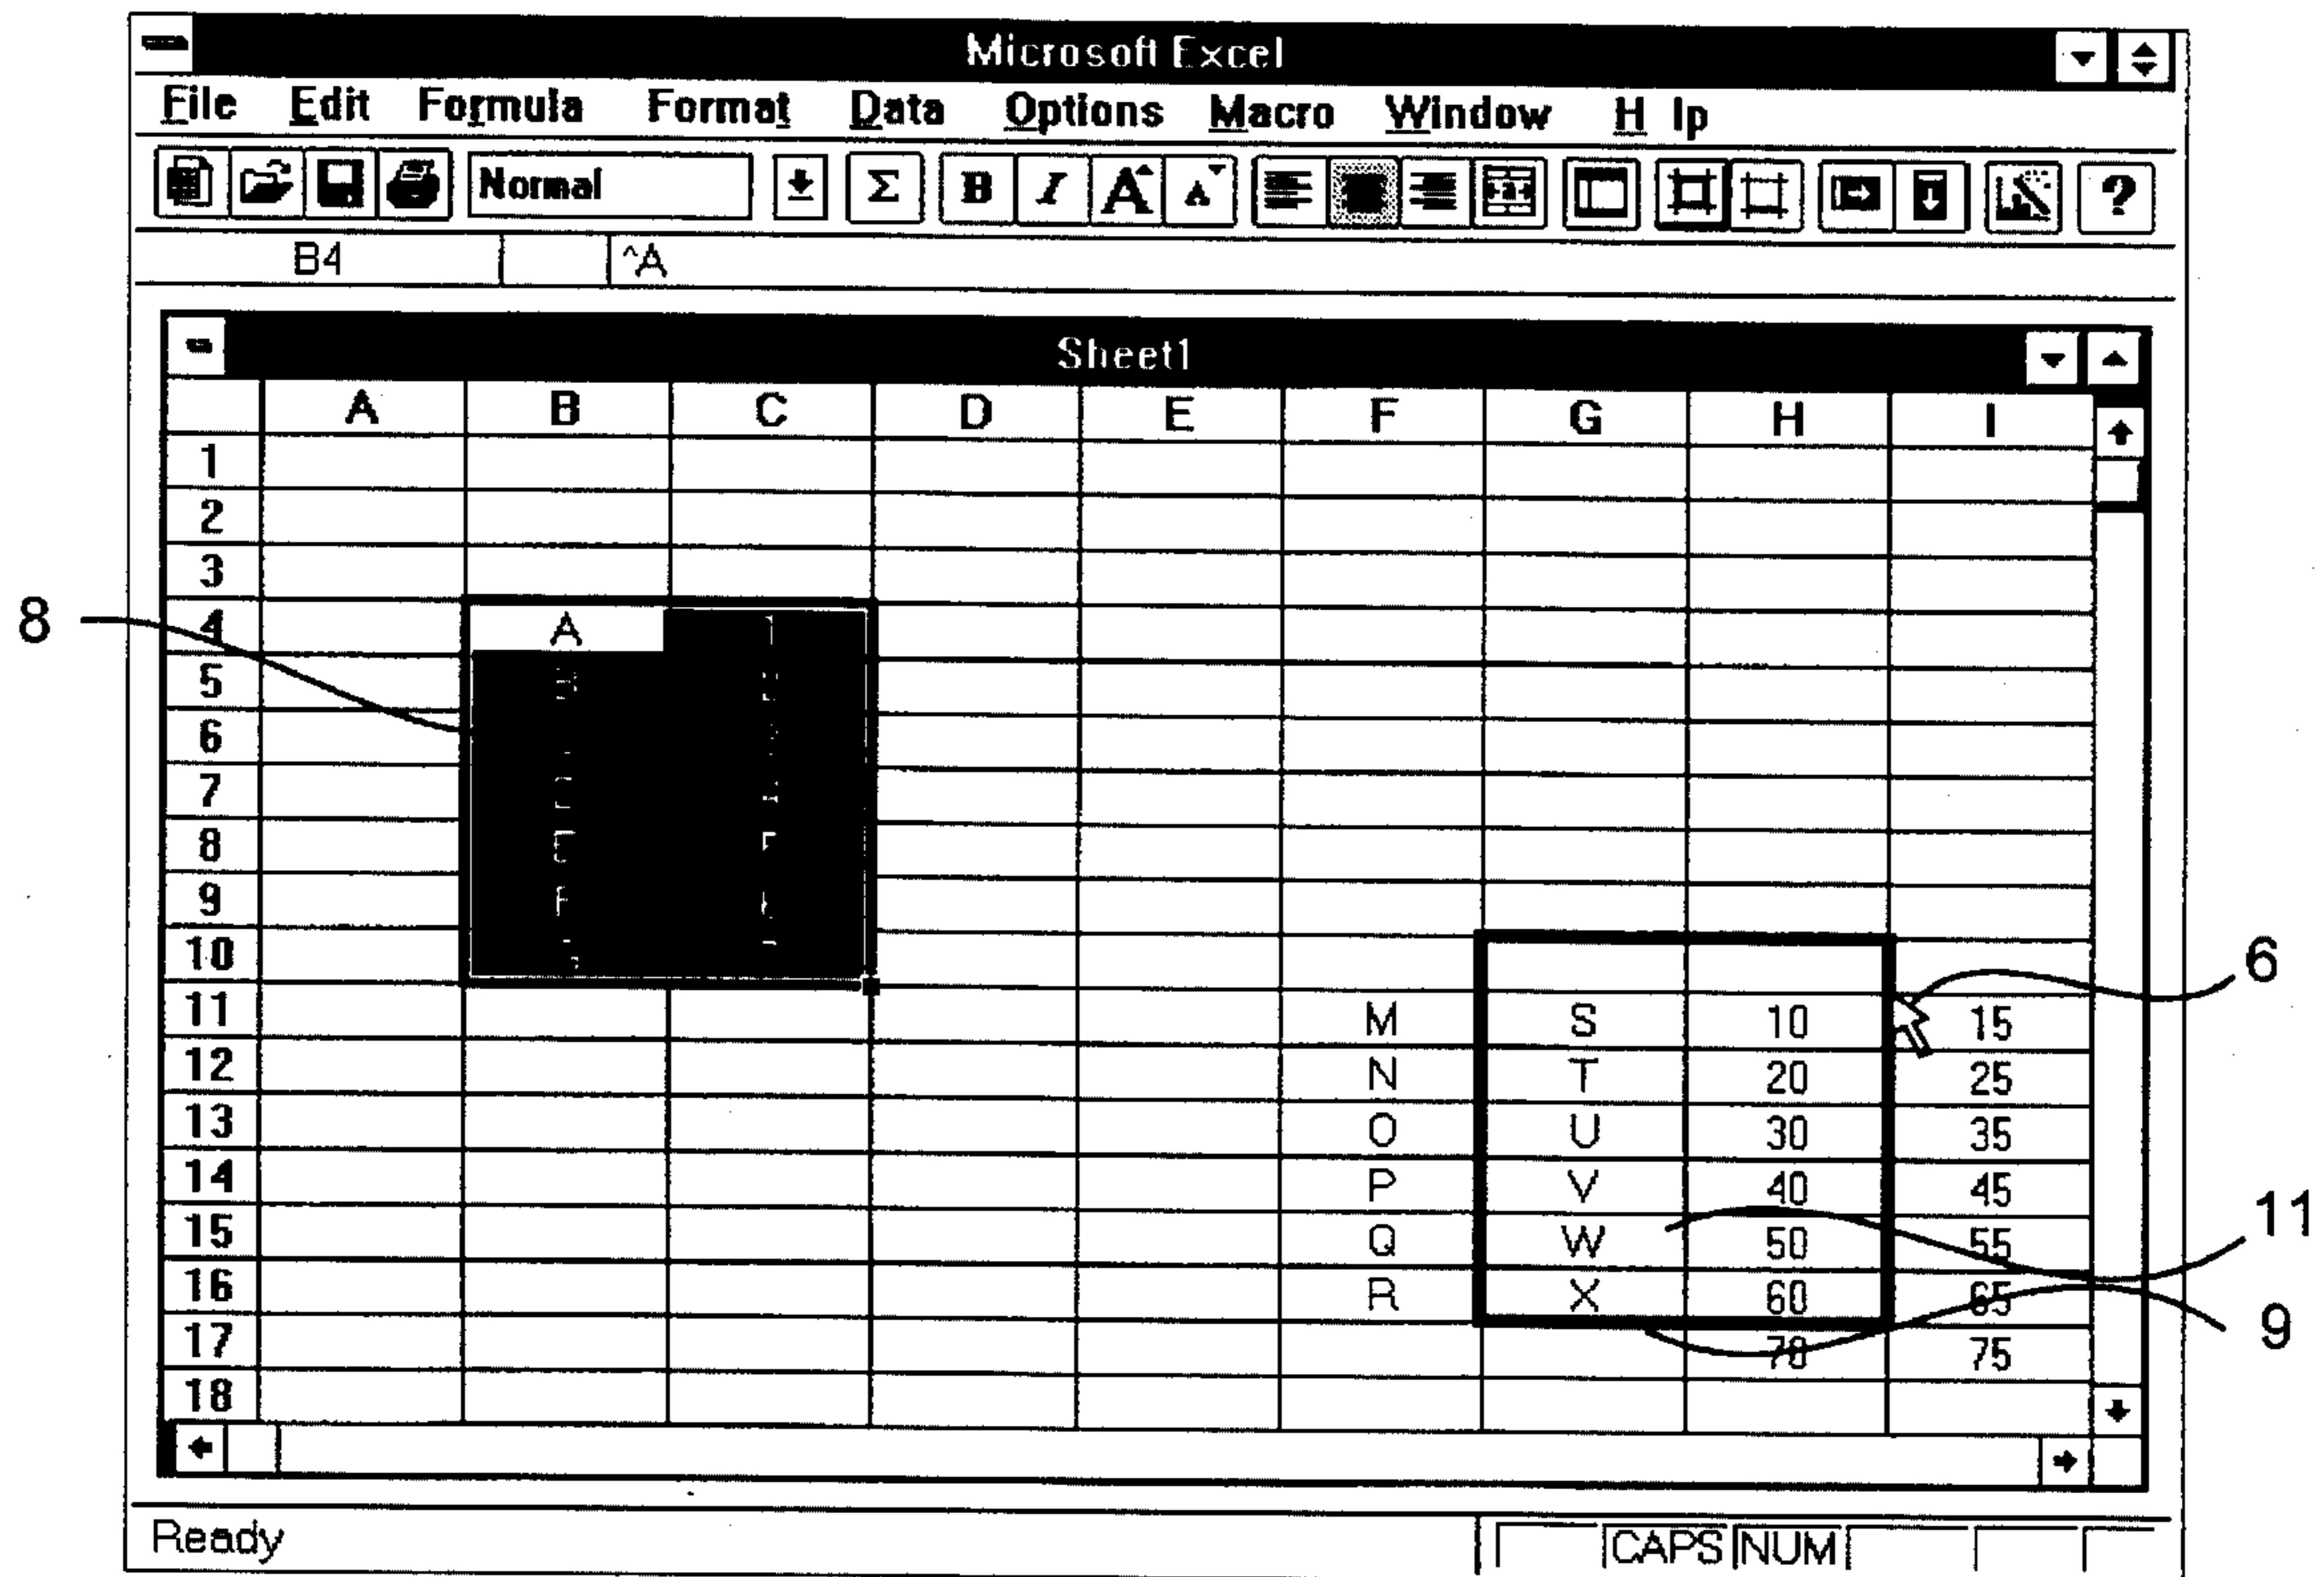 Microsoft Excel
File Edit Formula Format Data Options Macro Window H lp
Normal Σ B I A A a ?
B4 ^A
Sheet1
A B C D E F G H I
1
2
3
8 4 A 1
5
6
7
8 E
9 F
10
6
11 M S 10 15
12 N T 20 25
13 O U 30 35
14 P V 40 45
11
15 Q W 50 55
16 R X 60 65
9
17 70 75
18
Ready CAPS NUM